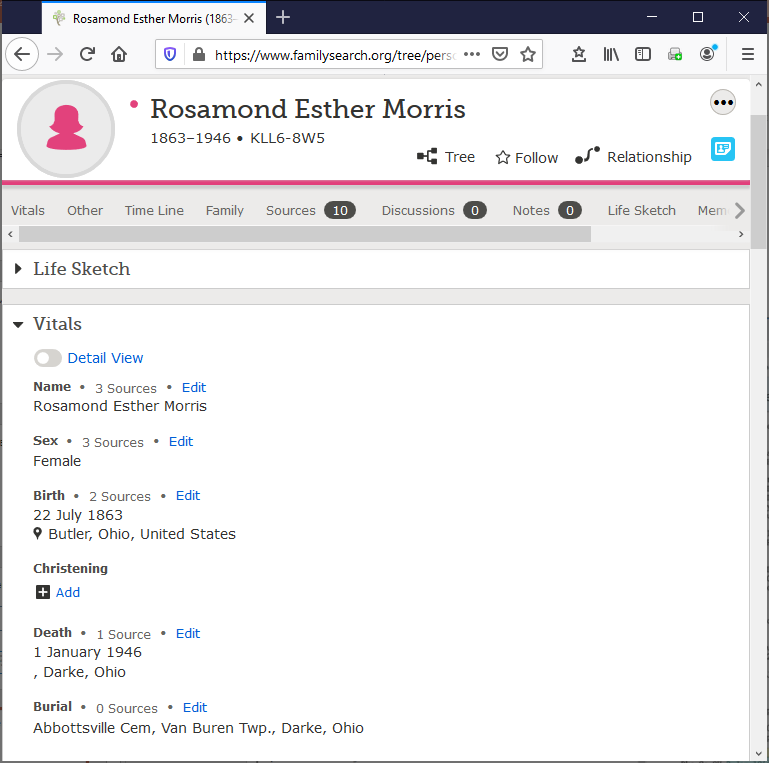 Rosamond Esther Morris (1863–
https://www.familysearch.org/tree/pers
Rosamond Esther Morris
1863–1946 • KLL6-8W5
Tree Follow Relationship
Vitals Other Time Line Family Sources 10 Discussions 0 Notes 0 Life Sketch Mem
Life Sketch
Vitals
Detail View
Name • 3 Sources • Edit
Rosamond Esther Morris
Sex • 3 Sources • Edit
Female
Birth • 2 Sources • Edit
22 July 1863
Butler, Ohio, United States
Christening
Add
Death • 1 Source • Edit
1 January 1946
, Darke, Ohio
Burial • 0 Sources • Edit
Abbottsville Cem, Van Buren Twp., Darke, Ohio